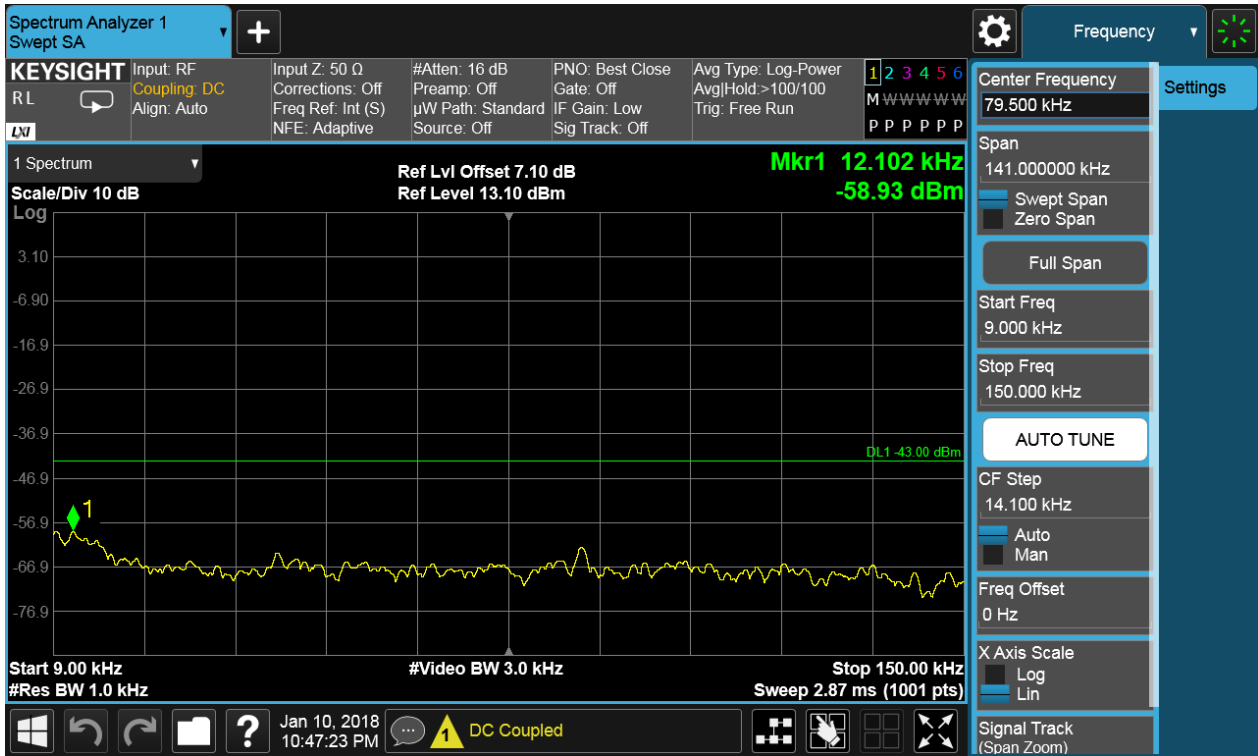 Spectrum Analyzer 1
Swept SA
+
Frequency
KEYSIGHT
RL
LXI
Input: RF
Coupling: DC
Align: Auto
Input Z: 50 Ω
Corrections: Off
Freq Ref: Int (S)
NFE: Adaptive
#Atten: 16 dB
Preamp: Off
µW Path: Standard
Source: Off
PNO: Best Close
Gate: Off
IF Gain: Low
Sig Track: Off
Avg Type: Log-Power
Avg|Hold:>100/100
Trig: Free Run
1 2 3 4 5 6
M W W W W W
P P P P P P
1 Spectrum
Scale/Div 10 dB
Log
Ref Lvl Offset 7.10 dB
Ref Level 13.10 dBm
Mkr1 12.102 kHz
-58.93 dBm
3.10
-6.90
-16.9
-26.9
-36.9
DL1 -43.00 dBm
-46.9
1
-56.9
-66.9
-76.9
Start 9.00 kHz
#Res BW 1.0 kHz
#Video BW 3.0 kHz
Stop 150.00 kHz
Sweep 2.87 ms (1001 pts)
Center Frequency
79.500 kHz
Span
141.000000 kHz
Swept Span
Zero Span
Full Span
Start Freq
9.000 kHz
Stop Freq
150.000 kHz
AUTO TUNE
CF Step
14.100 kHz
Auto
Man
Freq Offset
0 Hz
X Axis Scale
Log
Lin
Signal Track
(Span Zoom)
Settings
?
Jan 10, 2018
10:47:23 PM
1
DC Coupled